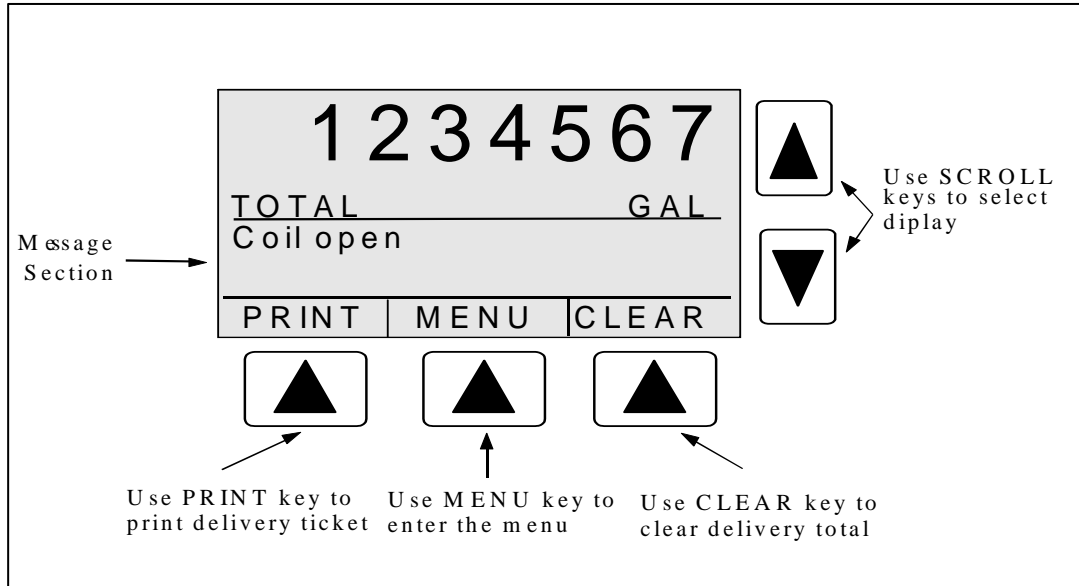 1234567
TOTAL GAL
Coil open
PRINT MENU CLEAR
Message
Section
Use SCROLL
keys to select
diplay
Use PRINT key to
print delivery ticket
Use MENU key to
enter the menu
Use CLEAR key to
clear delivery total